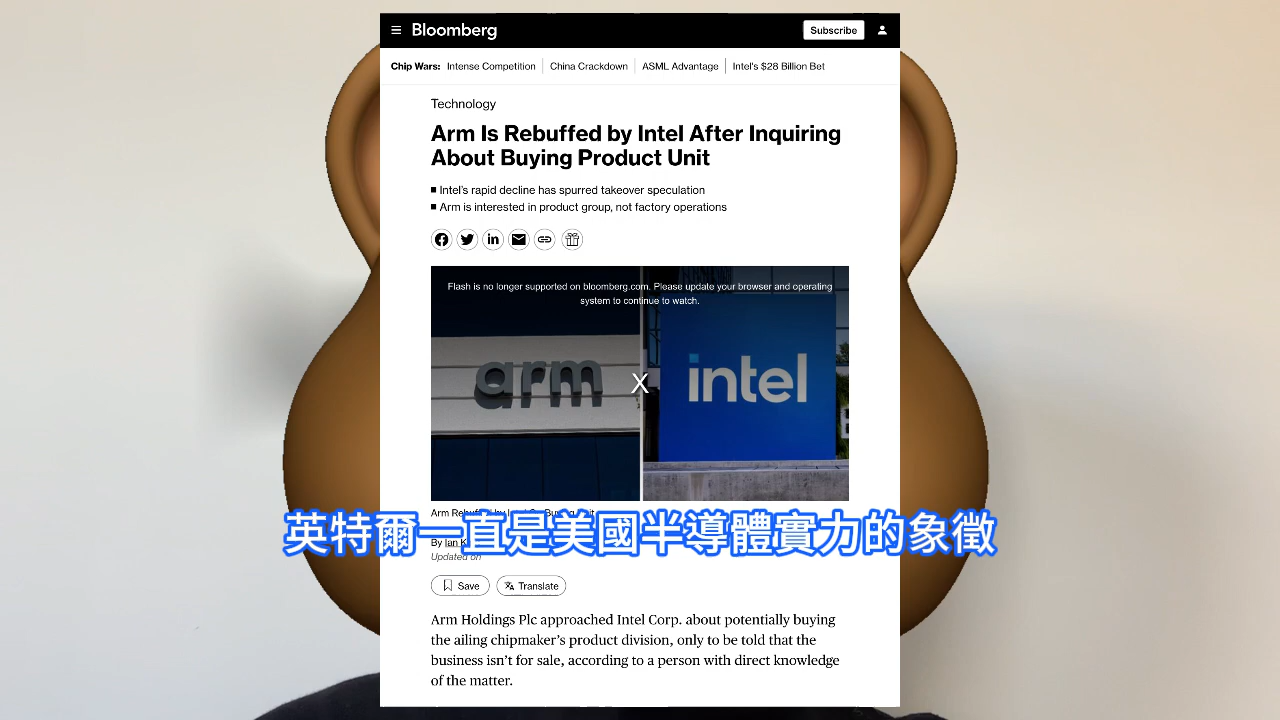 Bloomberg
Subscribe
Chip Wars: Intense Competition China Crackdown ASML Advantage Intel's $28 Billion Bet
Technology
Arm Is Rebuffed by Intel After Inquiring
About Buying Product Unit
Intel's rapid decline has spurred takeover speculation
Arm is interested in product group, not factory operations
in
Flash is no longer supported on bloomberg.com. Please update your browser and operating
system to continue to watch.
arm
X
intel
Arm Rebuffed by
Unit
英特爾一直是美國半導體實力的象徵
By Ian
Updated on
Save
Translate
Arm Holdings Plc approached Intel Corp. about potentially buying
the ailing chipmaker's product division, only to be told that the
business isn't for sale, according to a person with direct knowledge
of the matter.